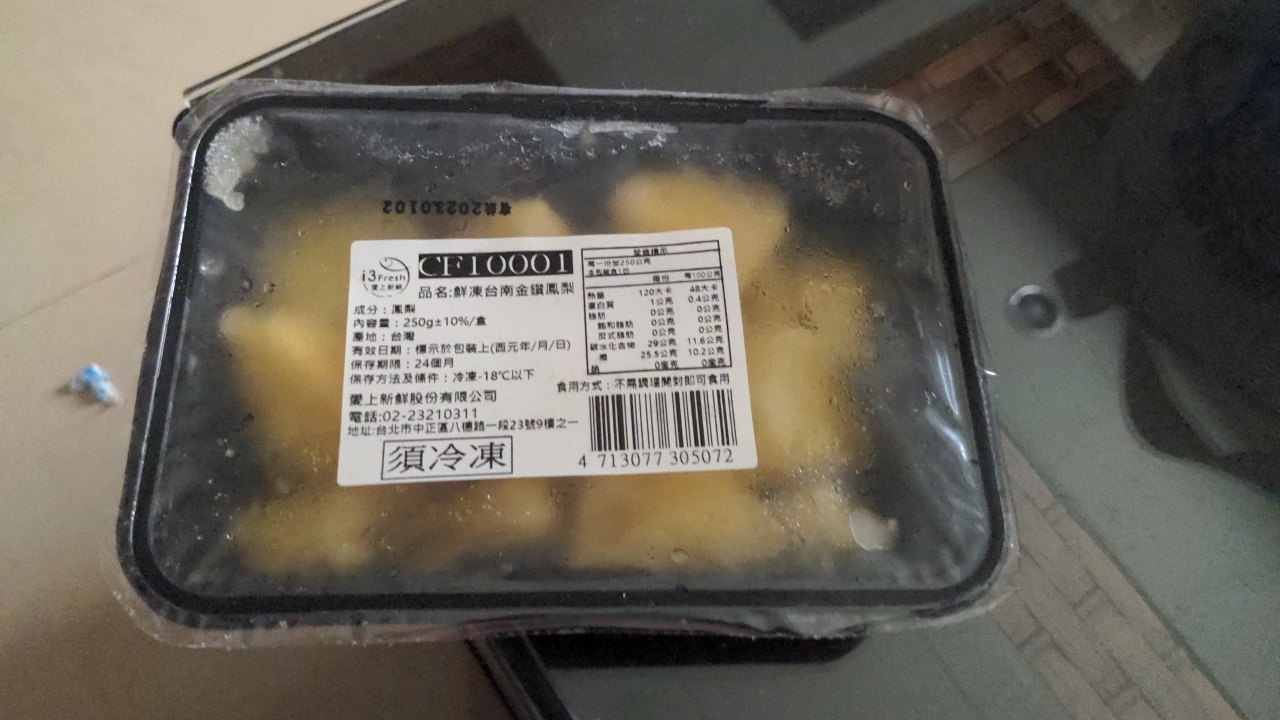 有效20230102
i3Fresh
愛上新鮮
CF10001
品名:鮮凍台南金鑽鳳梨
成分：鳳梨
內容量：250g±10%/盒
產地：台灣
有效日期：標示於包裝上(西元年/月/日)
保存期限：24個月
保存方法及條件：冷凍-18℃以下
愛上新鮮股份有限公司
電話:02-23210311
地址:台北市中正區八德路一段23號9樓之一
須冷凍
營養標示
每一份量250公克
本包裝含1份
每份 每100公克
熱量 120大卡 48大卡
蛋白質 1公克 0.4公克
脂肪 0公克 0公克
飽和脂肪 0公克 0公克
反式脂肪 0公克 0公克
碳水化合物 29公克 11.6公克
糖 25.5公克 10.2公克
鈉 0毫克 0毫克
食用方式：不需調理開封即可食用
4 713077 305072